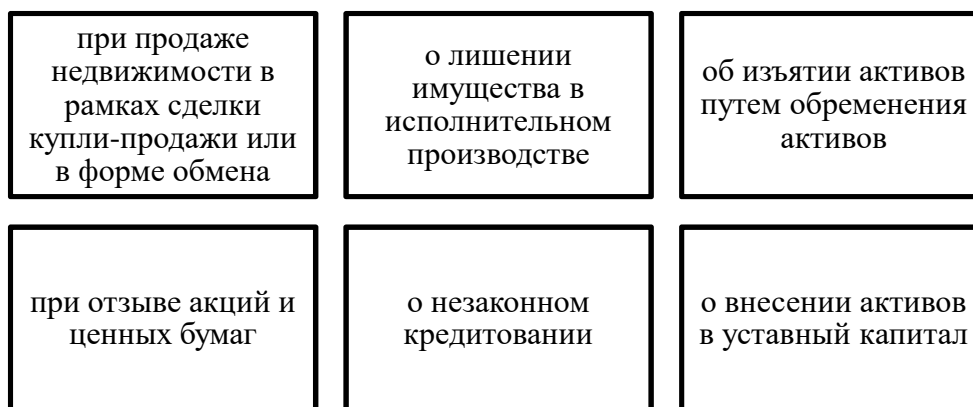 при продаже
недвижимости в
рамках сделки
купли-продажи или
в форме обмена
о лишении
имущества в
исполнительном
производстве
об изъятии активов
путем обременения
активов
при отзыве акций и
ценных бумаг
о незаконном
кредитовании
о внесении активов
в уставный капитал